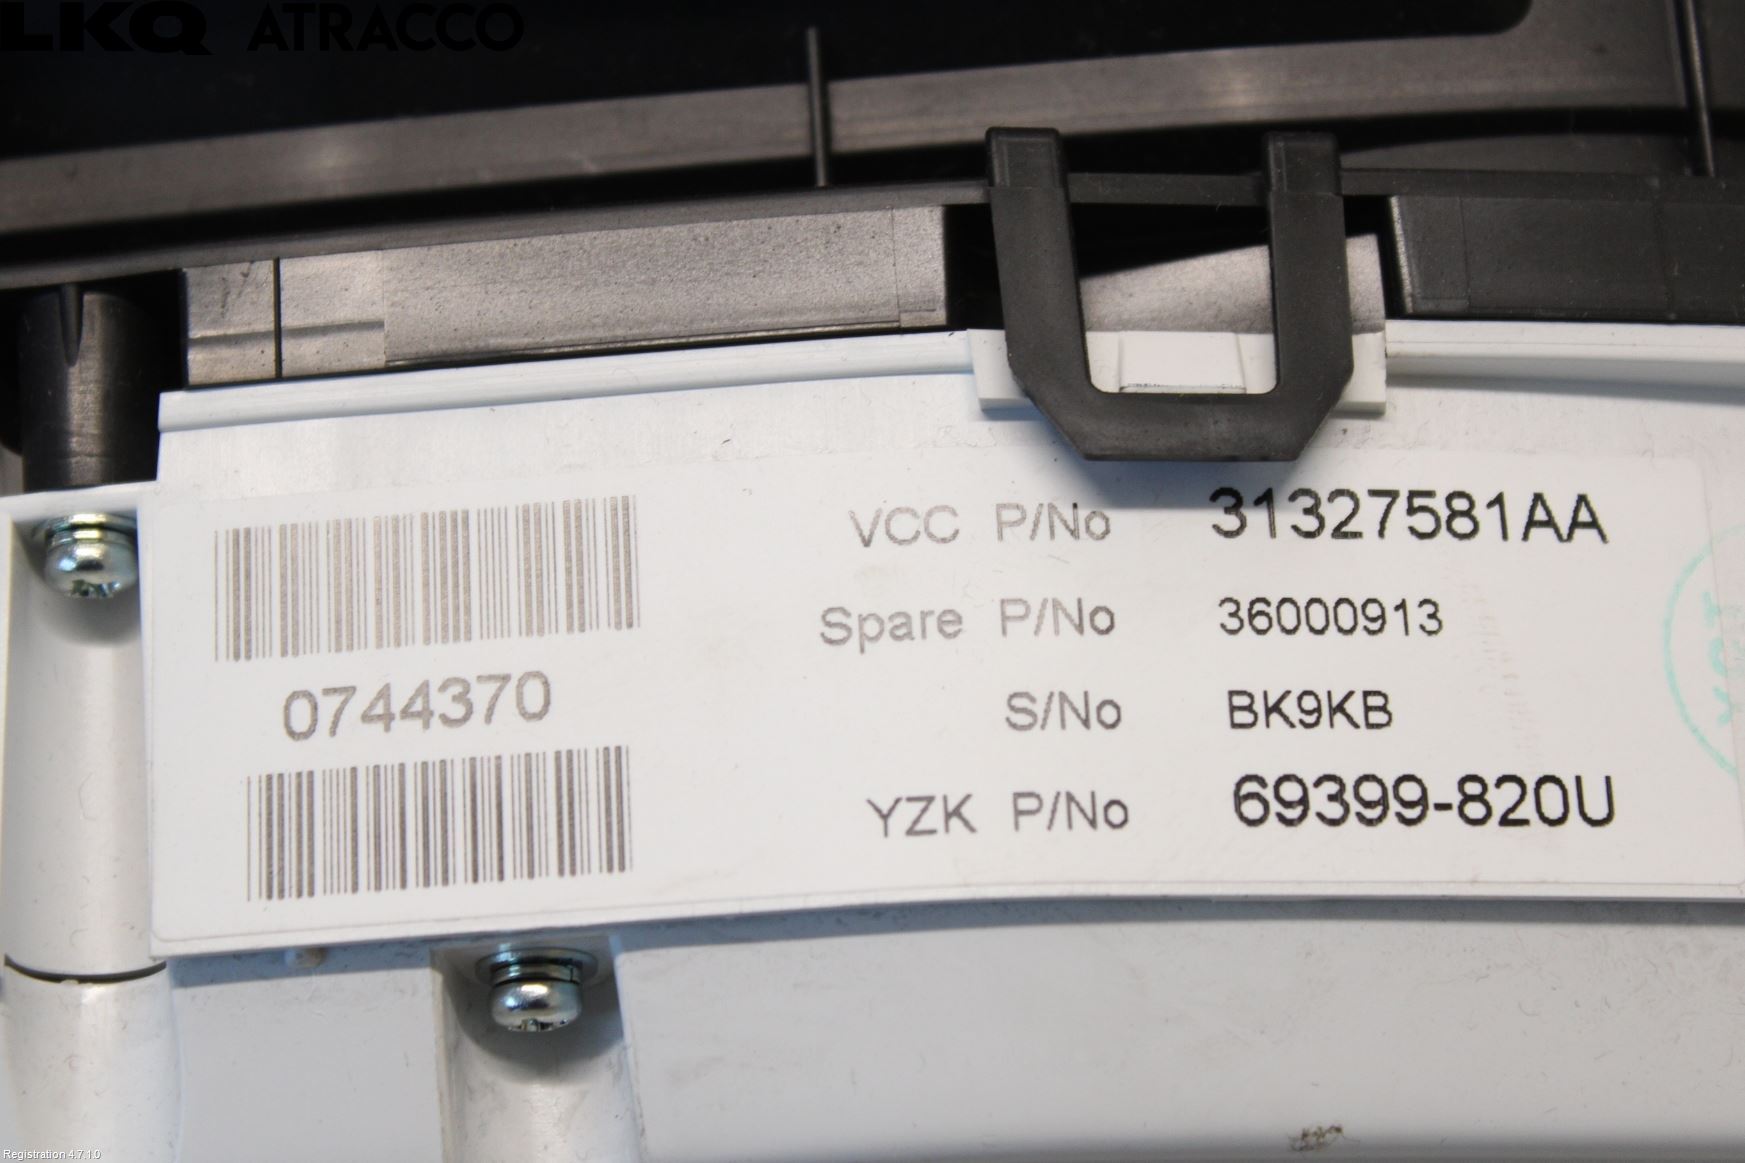 LKQ ATRACCO
VCC P/No 31327581AA
Spare P/No 36000913
0744370
S/No BK9KB
YZK P/No 69399-820U
Registration 4.7.1.0